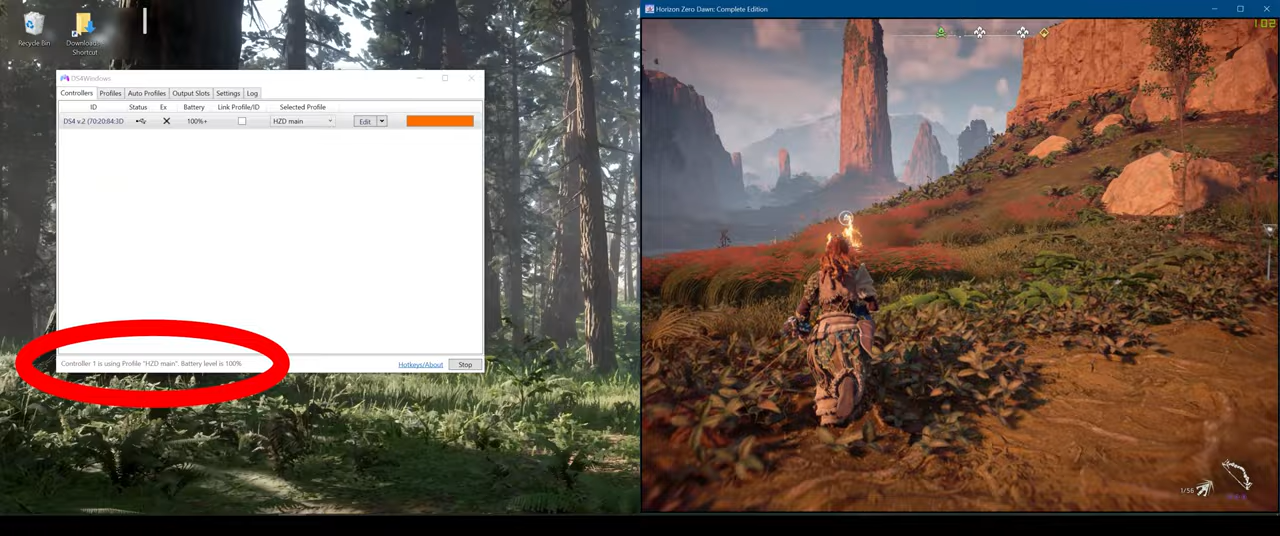 Recycle Bin
Download
Shortcut
DS4Windows
Controllers Profiles Auto Profiles Output Slots Settings Log
ID Status Ex Battery Link Profile/ID Selected Profile
DS4 v.2 (70:20:84:3D 100%+ HZD main Edit
Controller 1 is using Profile "HZD main". Battery level is 100%
Hotkeys/About Stop
Horizon Zero Dawn: Complete Edition
102
1/56